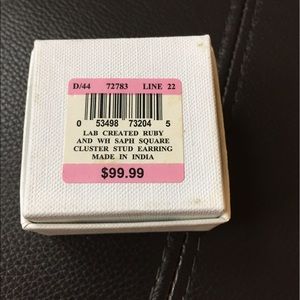 D/44 72783 LINE 22
0 53498 73204 5
LAB CREATED RUBY
AND WH SAPH SQUARE
CLUSTER STUD EARRING
MADE IN INDIA
$99.99